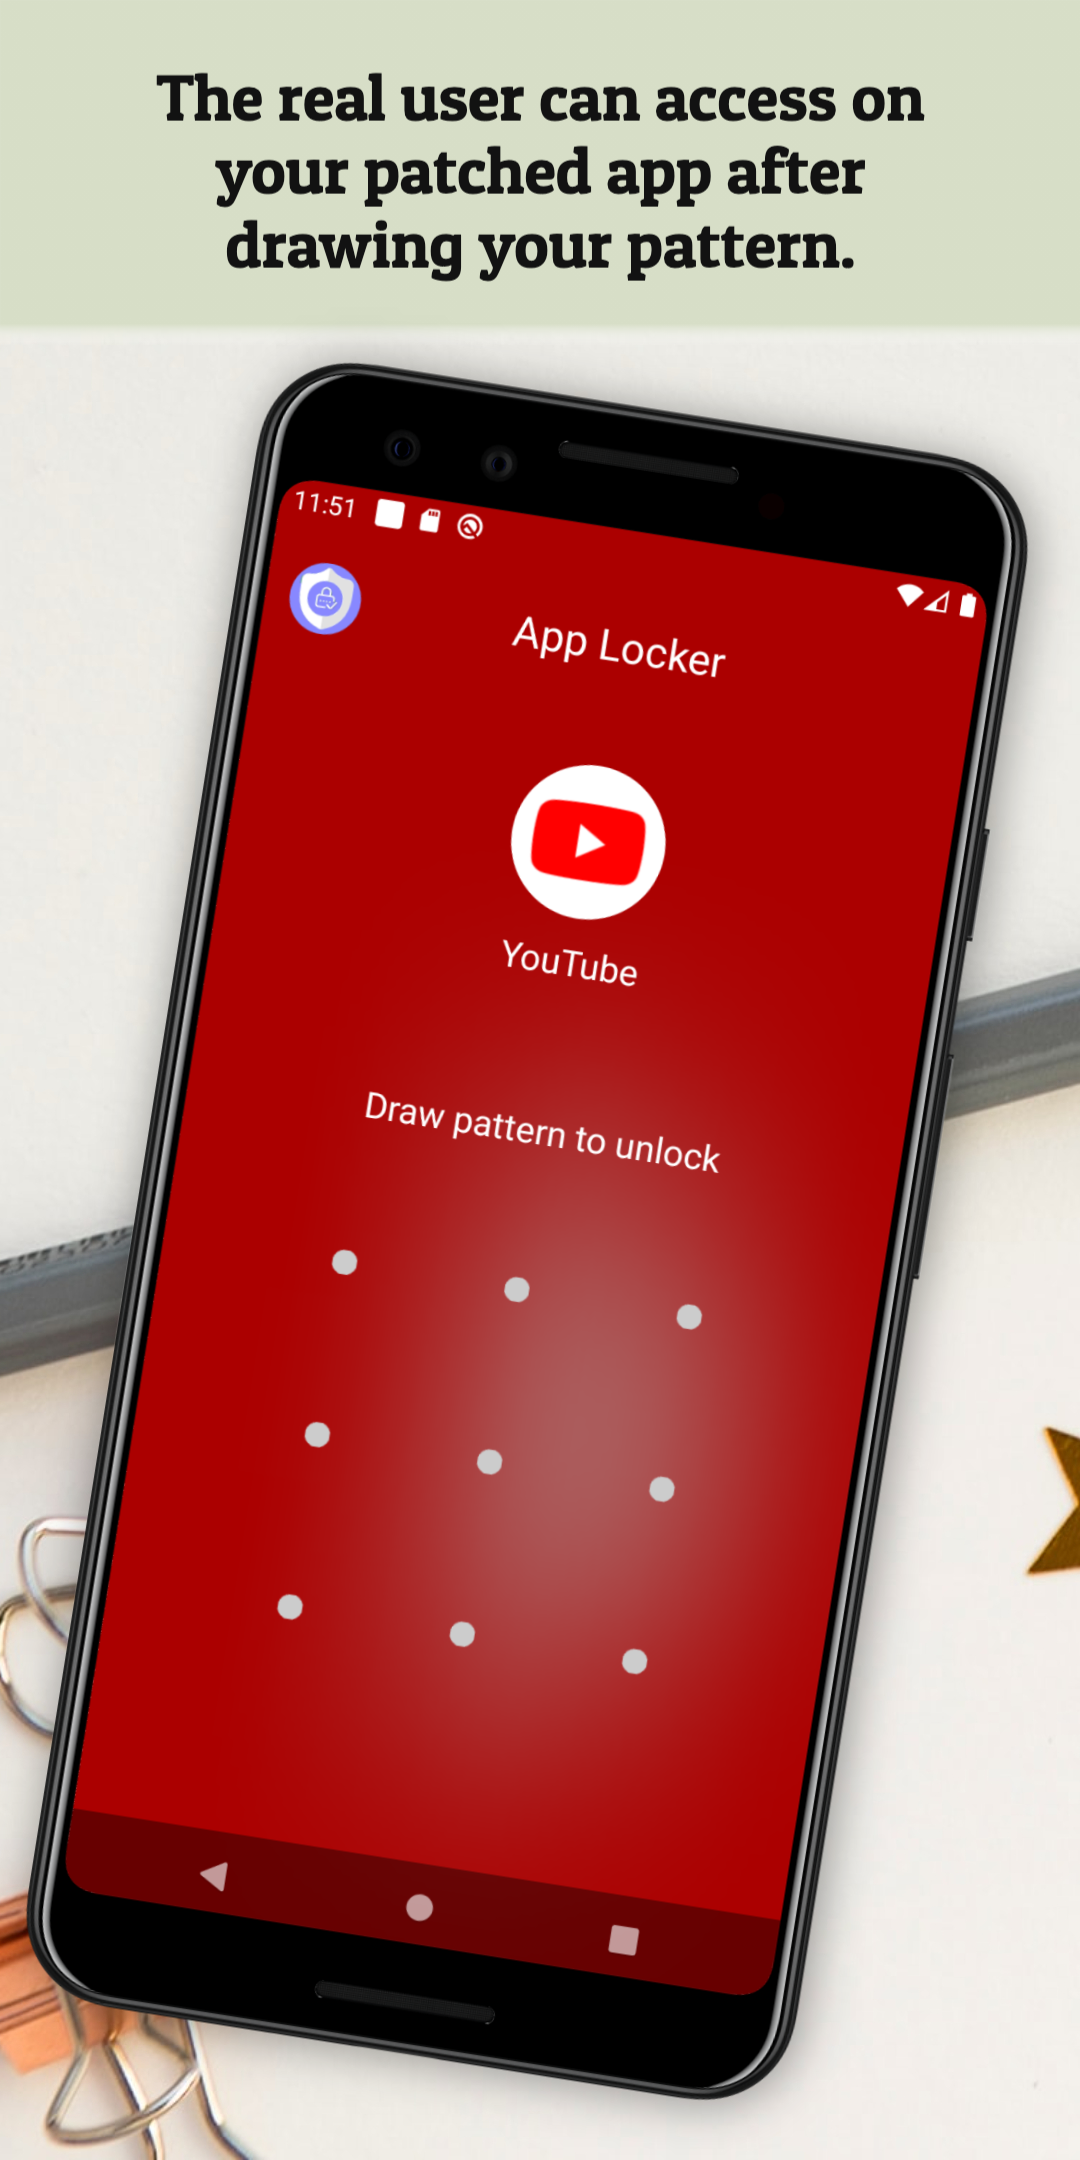 The real user can access on
your patched app after
drawing your pattern.
11:51
App Locker
YouTube
Draw pattern to unlock